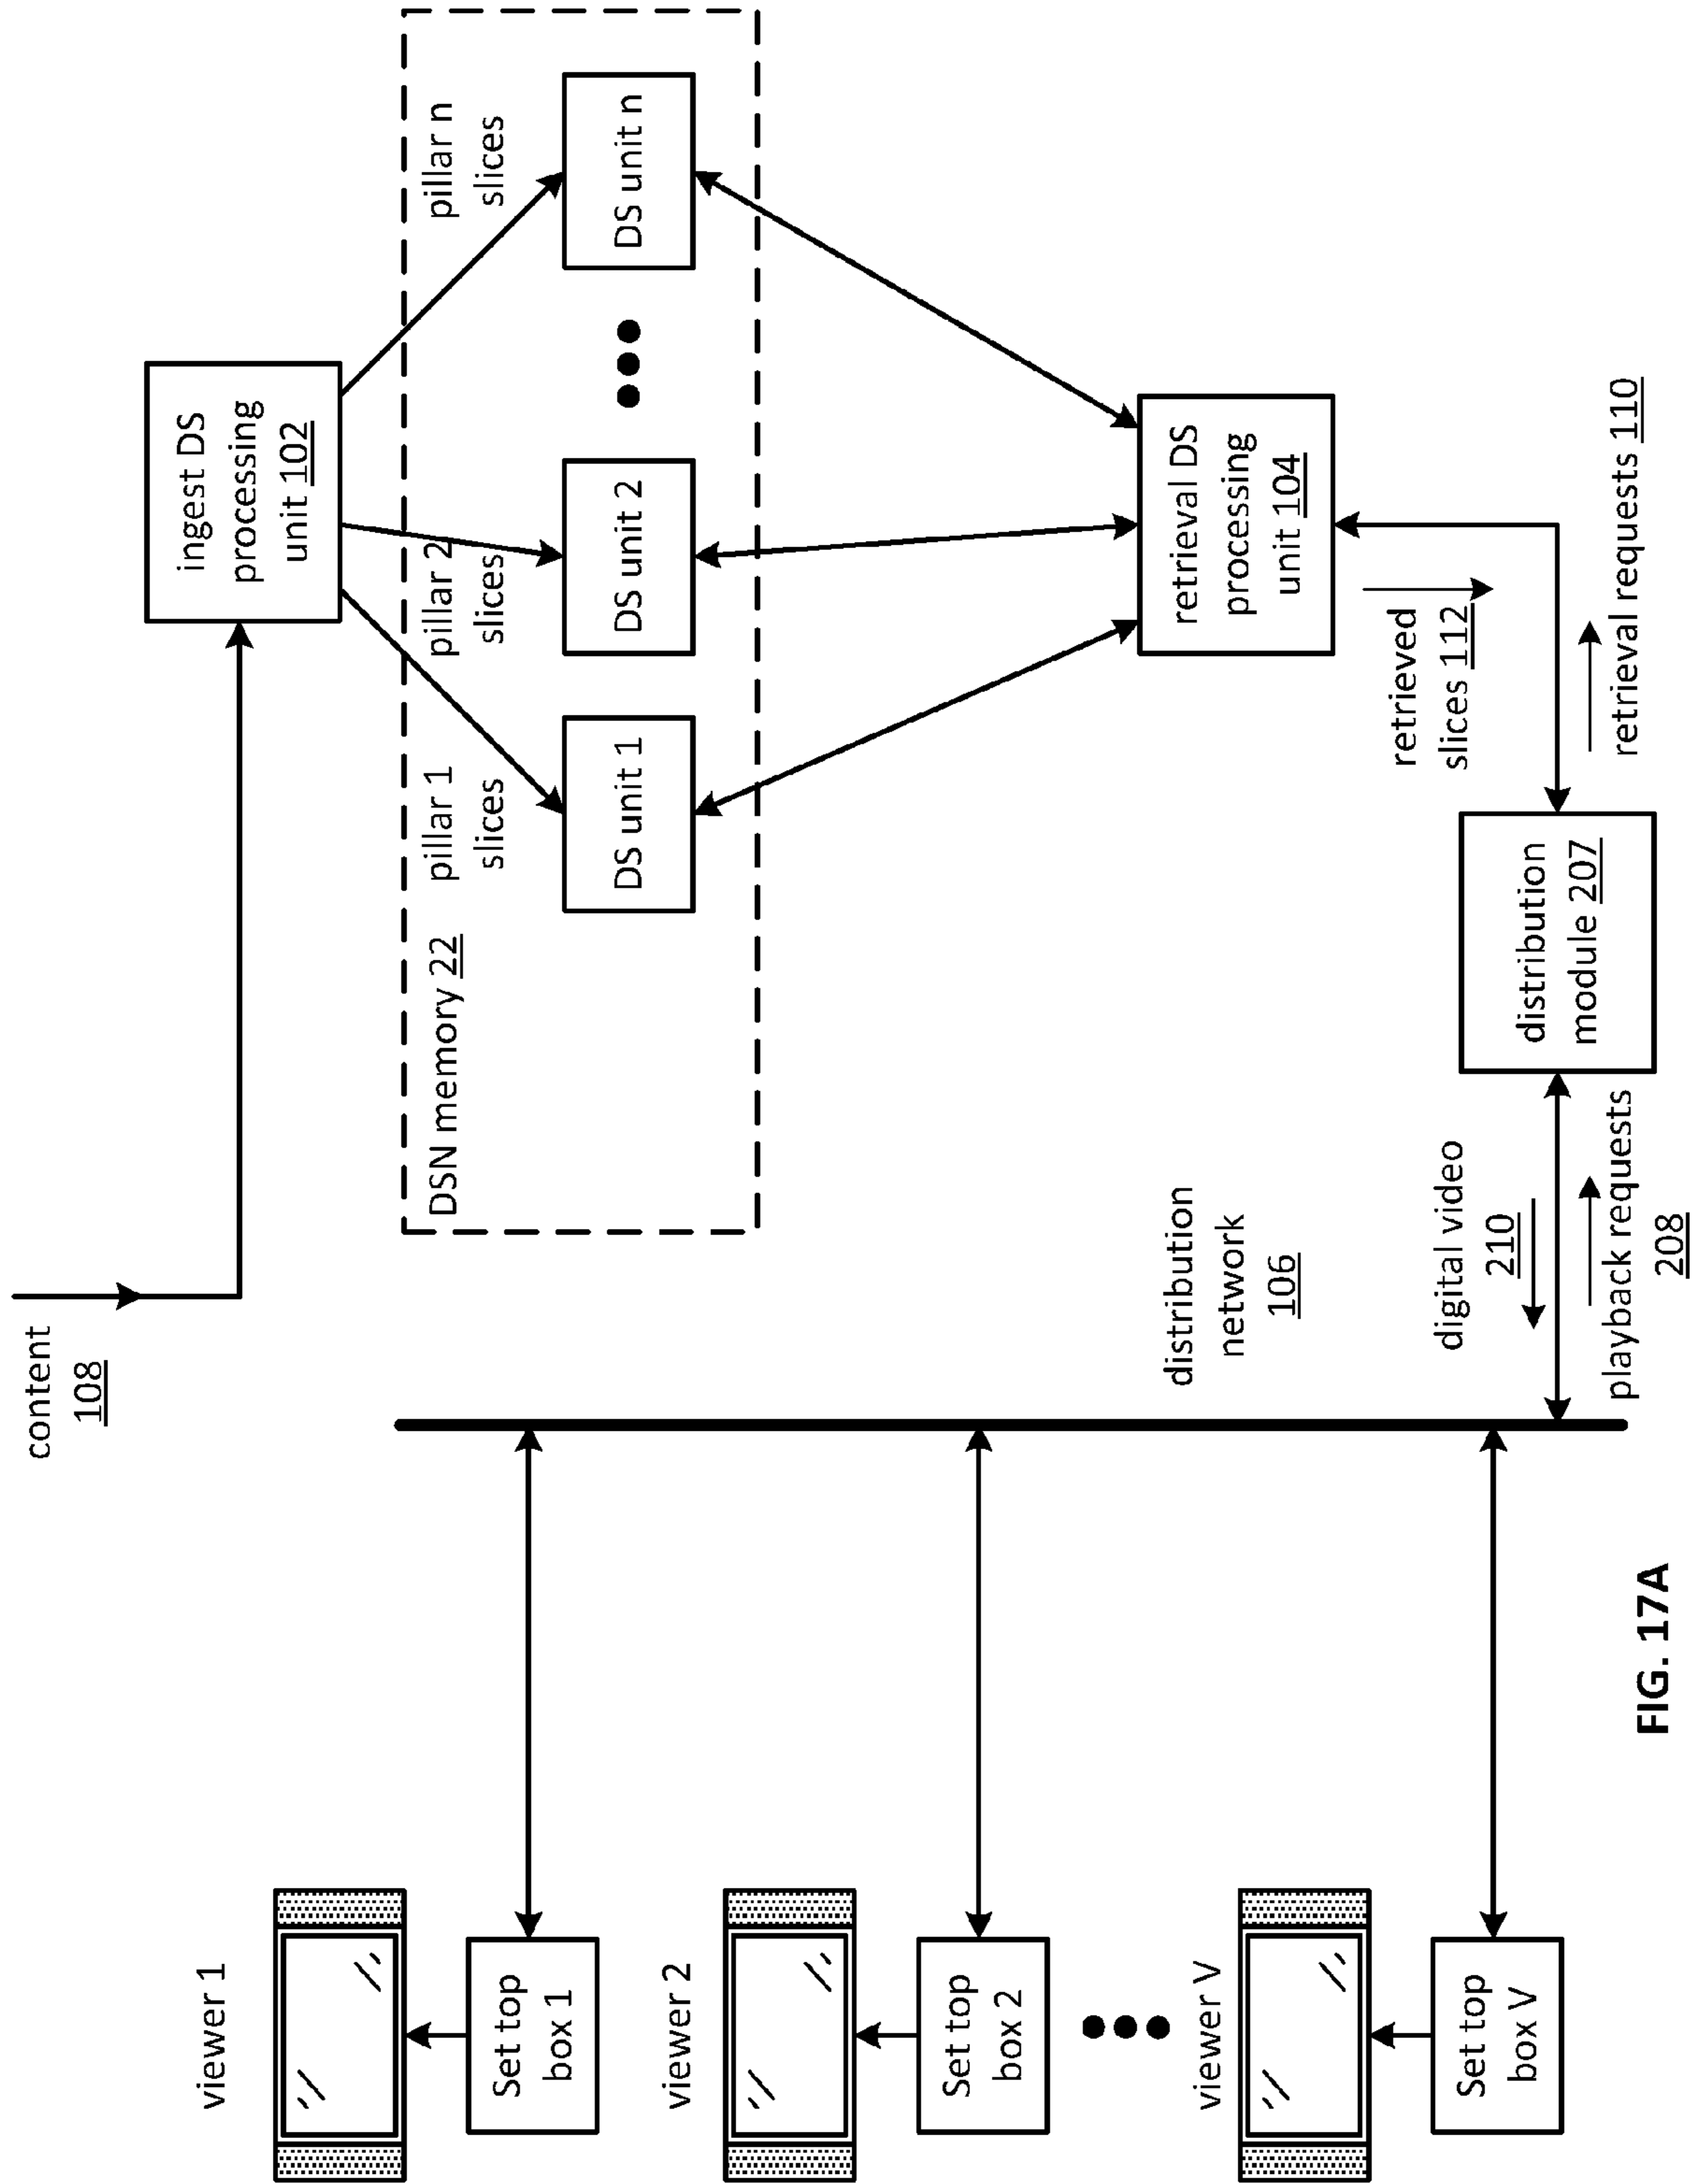 content
108
ingest DS
processing
unit 102
DSN memory 22
pillar 1
slices
pillar 2
slices
pillar n
slices
DS unit 1
DS unit 2
DS unit n
viewer 1
Set top
box 1
viewer 2
Set top
box 2
viewer V
Set top
box V
distribution
network
106
retrieval DS
processing
unit 104
retrieved
slices 112
retrieval requests 110
distribution
module 207
digital video
210
playback requests
208
FIG. 17A